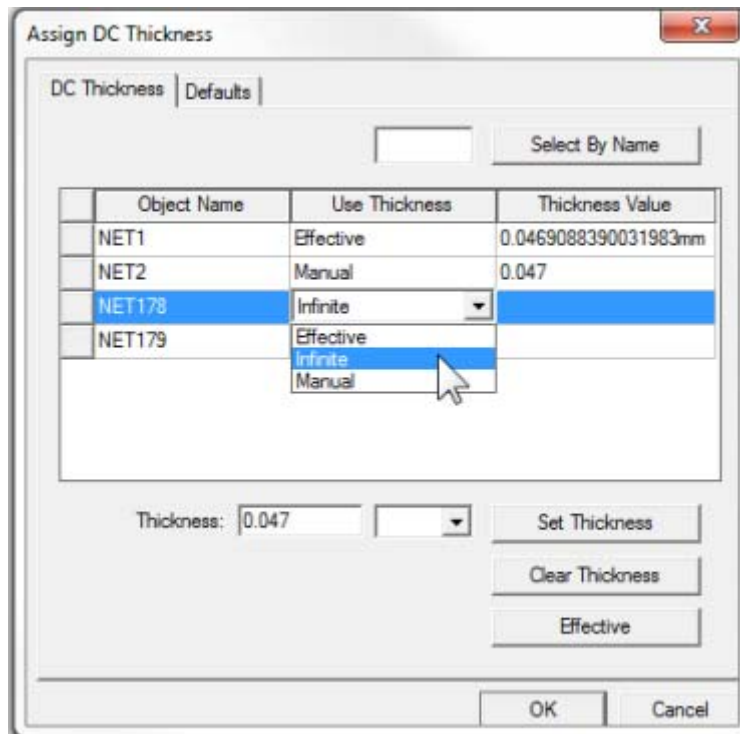 Assign DC Thickness
DC Thickness Defaults
Select By Name
Object Name Use Thickness Thickness Value
NET1 Effective 0.0469088390031983mm
NET2 Manual 0.047
NET178 Infinite
NET179 Effective
Infinite
Manual
Thickness: 0.047 Set Thickness
Clear Thickness
Effective
OK Cancel